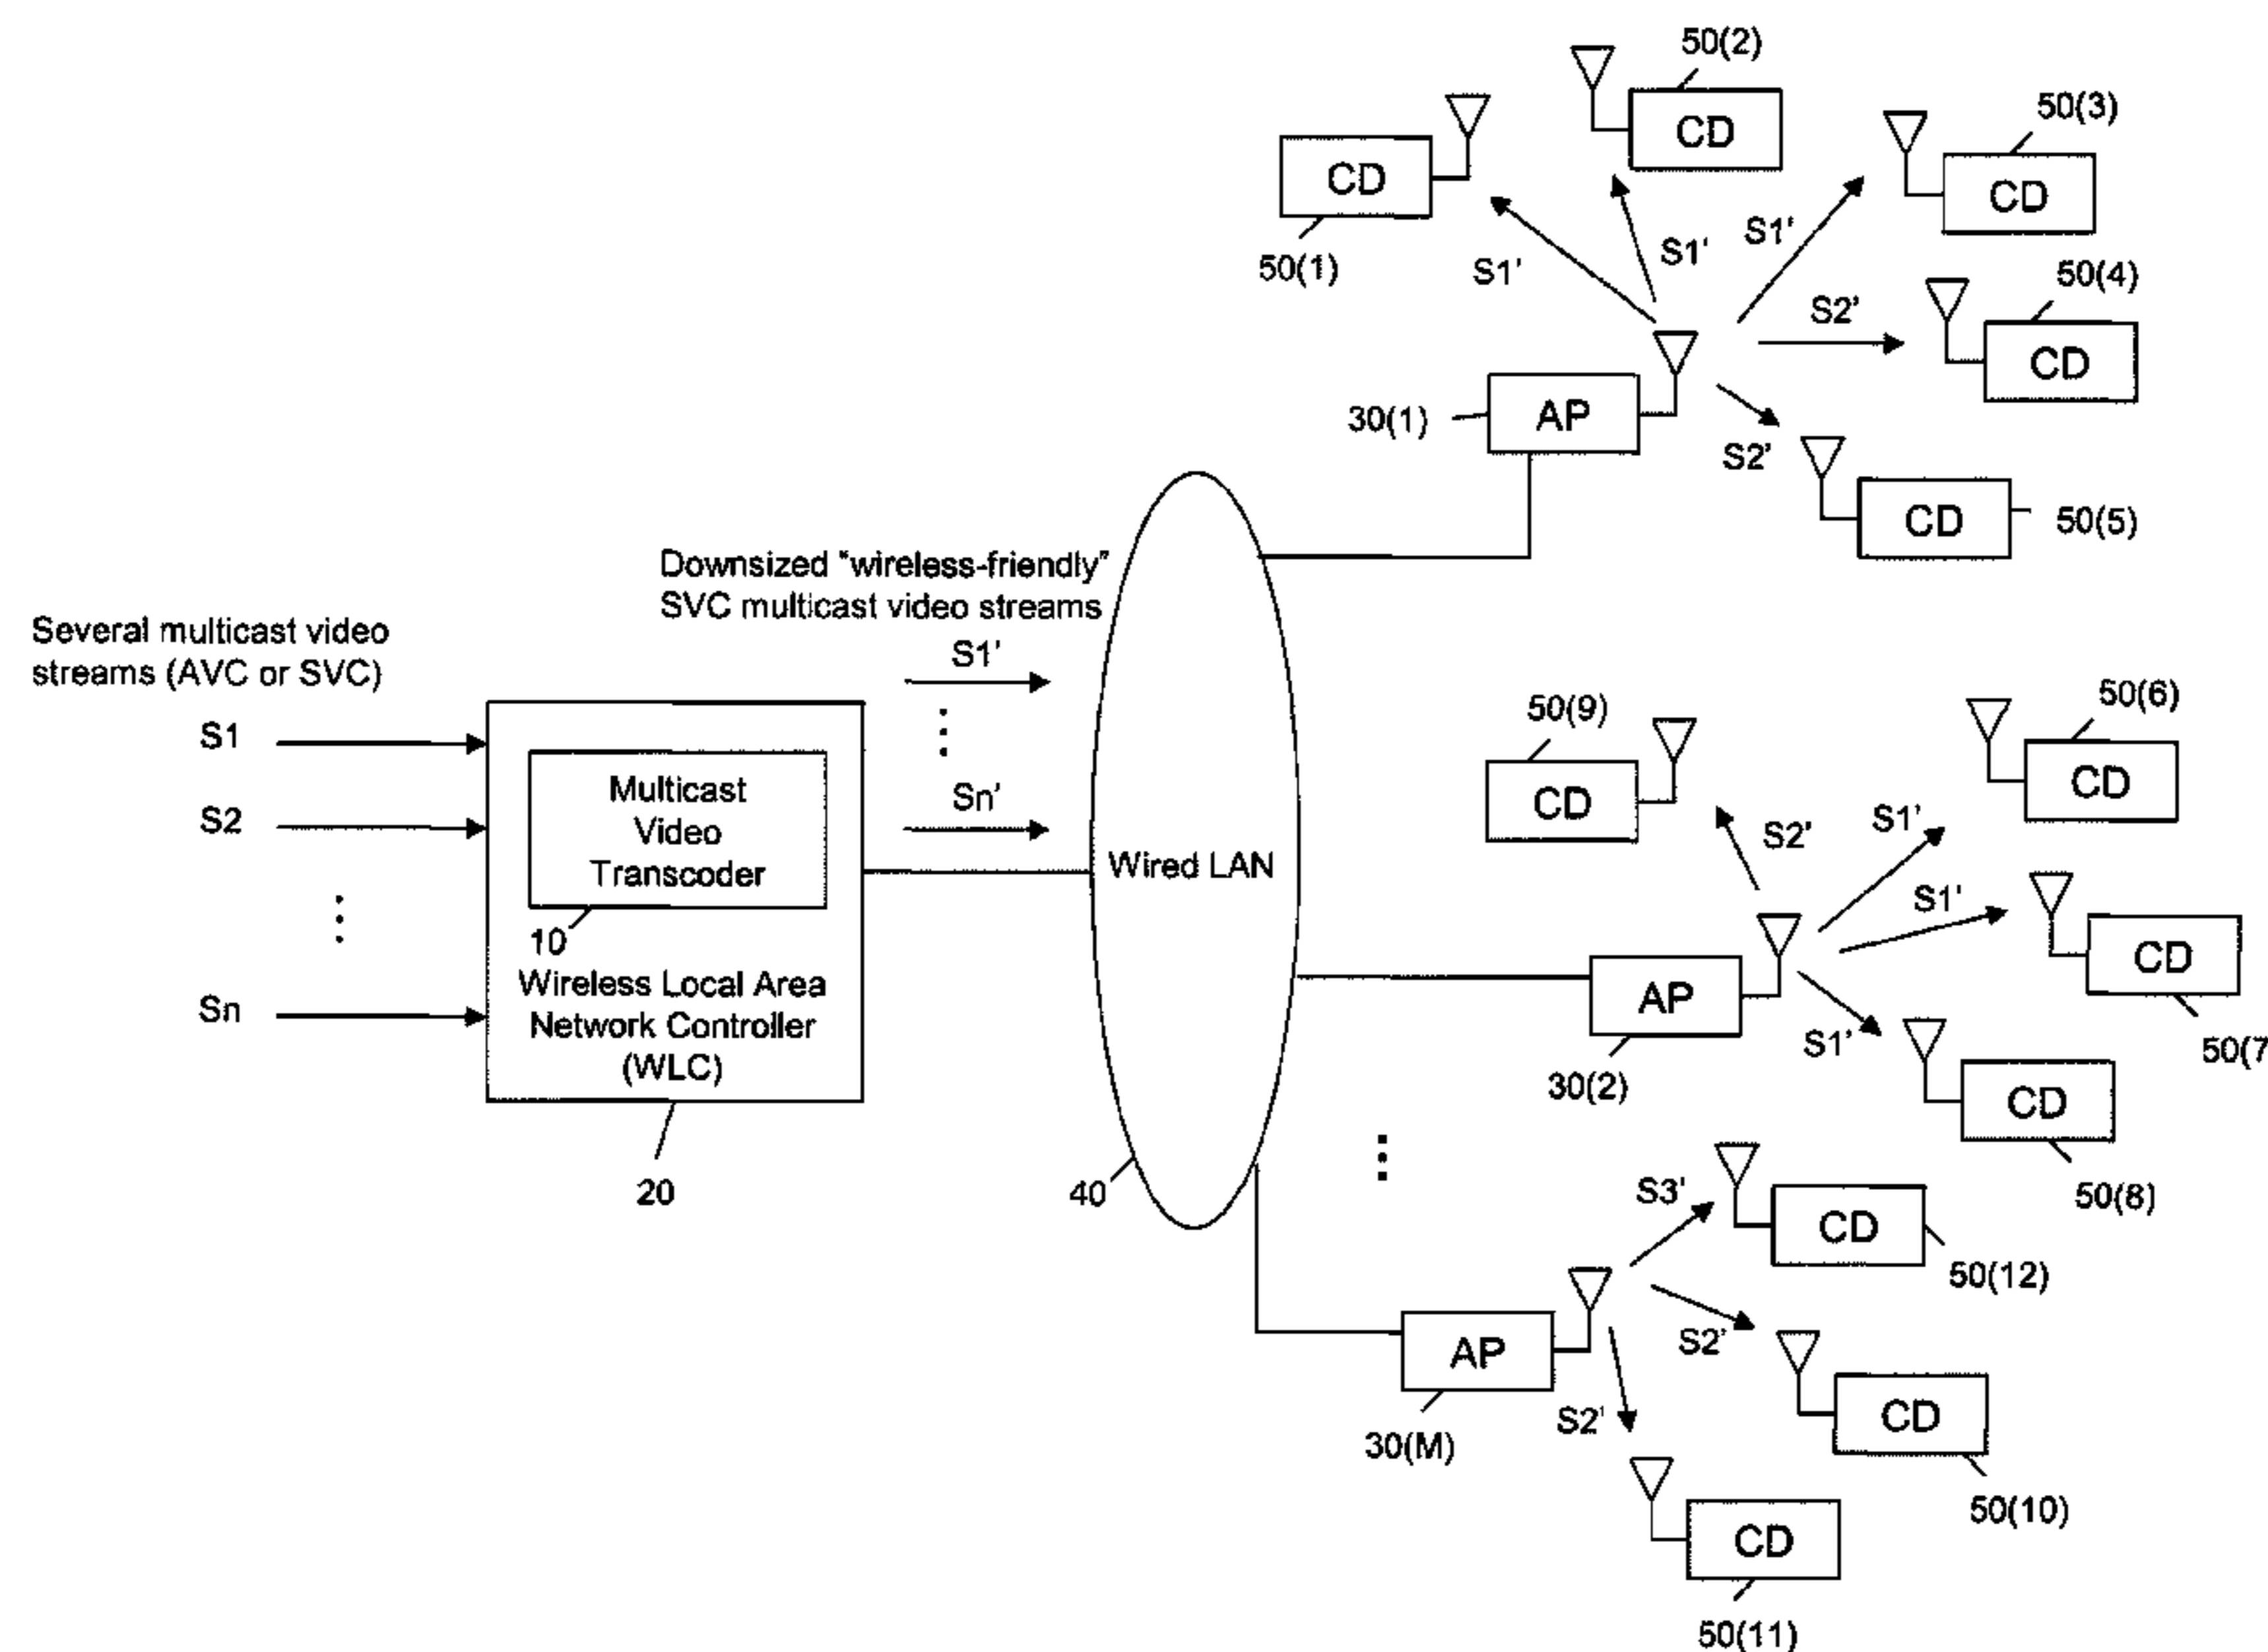 50(2)
CD
50(3)
CD
CD
50(1)
S1'
S1'
S1'
50(4)
S2'
CD
30(1)
AP
S2'
CD
50(5)
Downsized "wireless-friendly"
SVC multicast video streams
S1'
Sn'
Several multicast video
streams (AVC or SVC)
S1
S2
Sn
Multicast
Video
Transcoder
10
Wireless Local Area
Network Controller
(WLC)
20
Wired LAN
40
50(9)
CD
S2'
50(6)
CD
S1'
S1'
CD
50(7
S1'
AP
30(2)
CD
50(8)
S3'
CD
50(12)
AP
30(M)
S2'
S2'
CD
50(10)
CD
50(11)